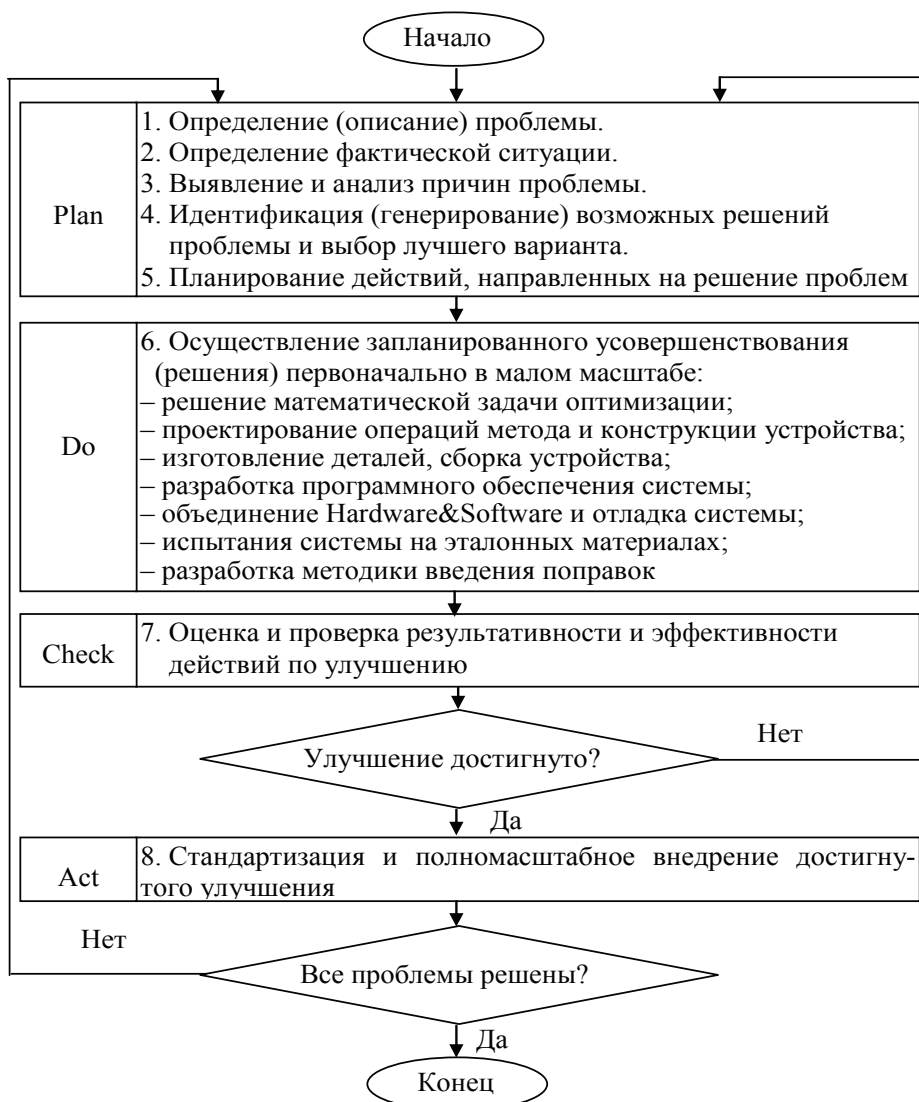 Начало
Plan
1. Определение (описание) проблемы.
2. Определение фактической ситуации.
3. Выявление и анализ причин проблемы.
4. Идентификация (генерирование) возможных решений
проблемы и выбор лучшего варианта.
5. Планирование действий, направленных на решение проблем
Do
6. Осуществление запланированного усовершенствования
(решения) первоначально в малом масштабе:
– решение математической задачи оптимизации;
– проектирование операций метода и конструкции устройства;
– изготовление деталей, сборка устройства;
– разработка программного обеспечения системы;
– объединение Hardware&Software и отладка системы;
– испытания системы на эталонных материалах;
– разработка методики введения поправок
Check
7. Оценка и проверка результативности и эффективности
действий по улучшению
Улучшение достигнуто?
Нет
Да
Act
8. Стандартизация и полномасштабное внедрение достигну-
того улучшения
Нет
Все проблемы решены?
Да
Конец